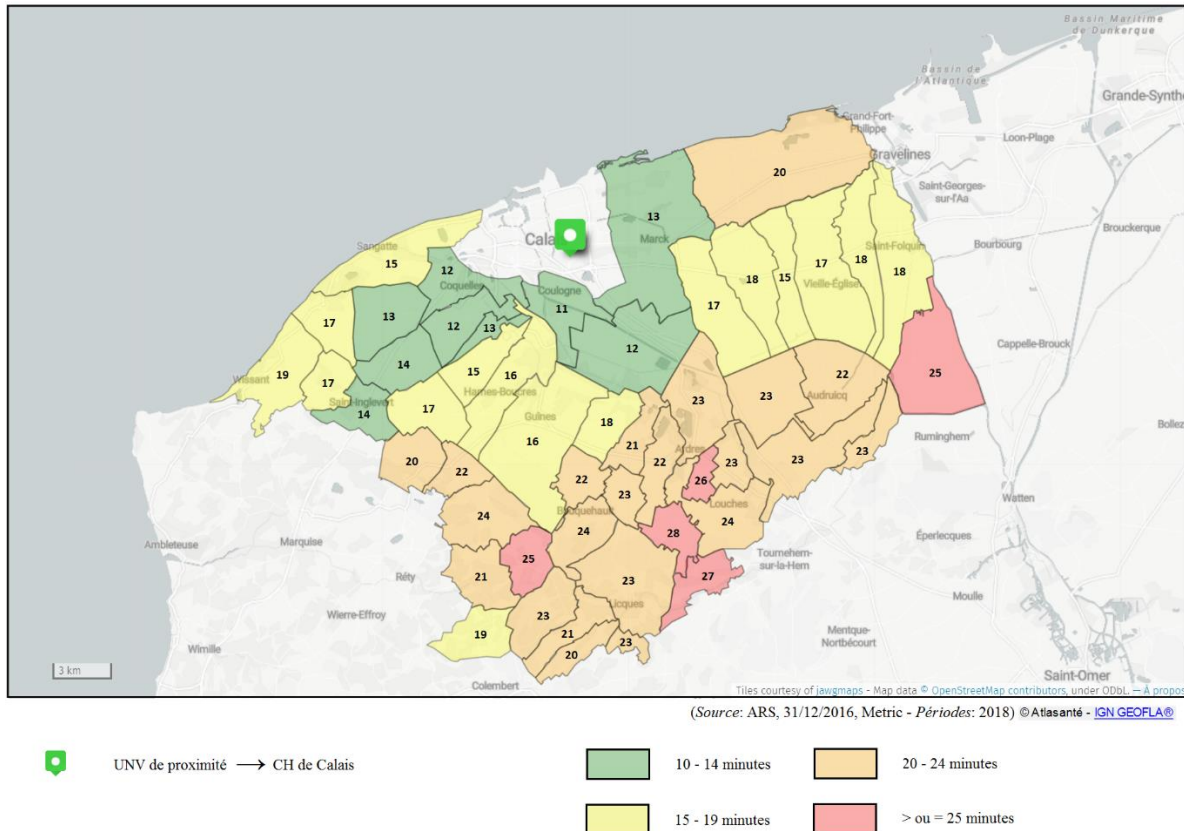 Bassin Maritime
de Dunkerque
Bassin de
l'Atlantique
Grande-Synthe
Grand-Fort-
Philippe
Loon-Plage
Gravelines
20
Saint-Georges-
sur-l'Aa
13
Calai
Marck
Brouckerque
Sangatte
15
12
Coquelles
Coulogne
11
18
15
17
18
Saint-Folquin
Bourbourg
Vieille-Église
18
17
13
17
12
13
12
Cappelle-Brouck
14
15
16
22
25
19
Wissant
17
Hames-Boucres
23
23
Audruicq
Saint-Inglevert
14
17
Guînes
18
16
21
Ardres
23
23
Ruminghem
Bollez
20
22
22
22
23
26
23
Watten
24
Bouquehault
24
28
Louches
24
Éperlecques
Ambleteuse
Marquise
25
Tournehem-
sur-la-Hem
Réty
21
23
27
Moulle
Wierre-Effroy
Licques
23
19
21
Mentque-
Nortbécourt
Wimille
20
23
3 km
Colembert
Saint-Omer
Tiles courtesy of jawgmaps - Map data © OpenStreetMap contributors, under ODbL. — À propos
(Source: ARS, 31/12/2016, Metric - Périodes: 2018) ©Atlasanté - IGN GEOFLA®
UNV de proximité → CH de Calais
10 - 14 minutes
20 - 24 minutes
15 - 19 minutes
> ou = 25 minutes